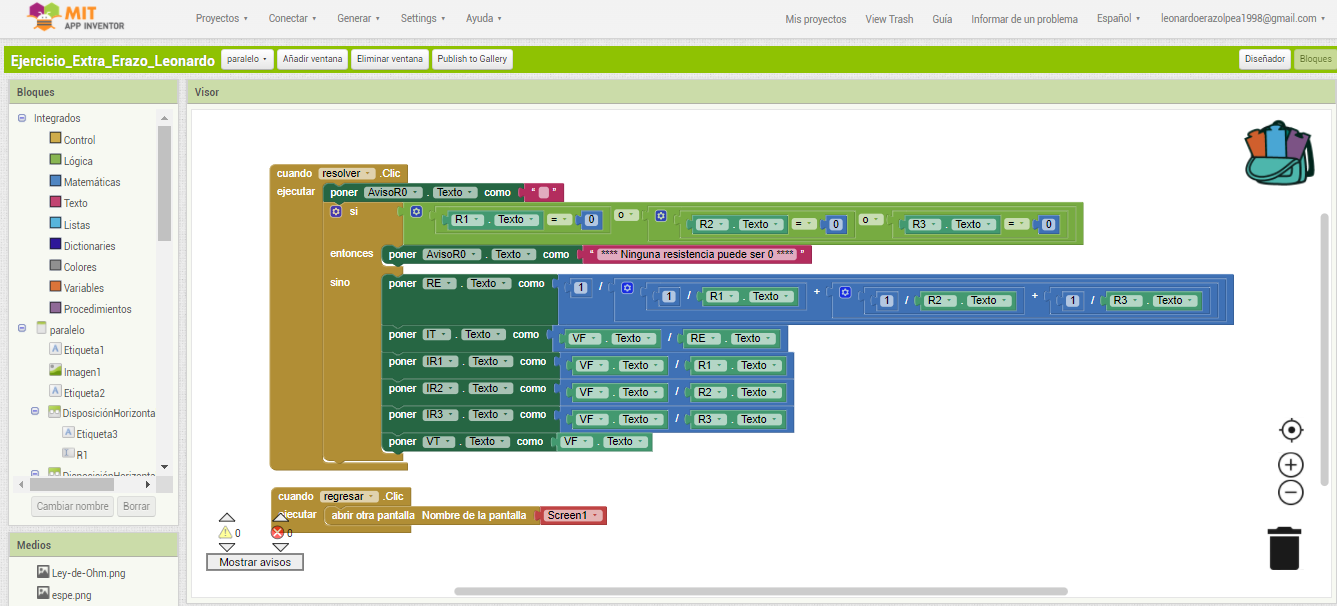 MIT
APP INVENTOR
Proyectos
Conectar
Generar
Settings
Ayuda
Mis proyectos
View Trash
Guía
Informar de un problema
Español
leonardoerazolpea1998@gmail.com
Ejercicio_Extra_Erazo_Leonardo
paralelo
Añadir ventana
Eliminar ventana
Publish to Gallery
Diseñador
Bloques
Bloques
Integrados
Control
Lógica
Matemáticas
Texto
Listas
Dictionaries
Colores
Variables
Procedimientos
paralelo
Etiqueta1
Imagen1
Etiqueta2
DisposiciónHorizonta
Etiqueta3
R1
DisposiciónHorizonta
Cambiar nombre
Borrar
Medios
Ley-de-Ohm.png
espe.png
Visor
cuando resolver .Clic
ejecutar poner AvisoR0 . Texto como “ ”
si R1 . Texto = 0 o R2 . Texto = 0 o R3 . Texto = 0
entonces poner AvisoR0 . Texto como “ **** Ninguna resistencia puede ser 0 **** ”
sino poner RE . Texto como 1 / 1 / R1 . Texto + 1 / R2 . Texto + 1 / R3 . Texto
poner IT . Texto como VF . Texto / RE . Texto
poner IR1 . Texto como VF . Texto / R1 . Texto
poner IR2 . Texto como VF . Texto / R2 . Texto
poner IR3 . Texto como VF . Texto / R3 . Texto
poner VT . Texto como VF . Texto
cuando regresar .Clic
ejecutar abrir otra pantalla Nombre de la pantalla Screen1
0
0
Mostrar avisos